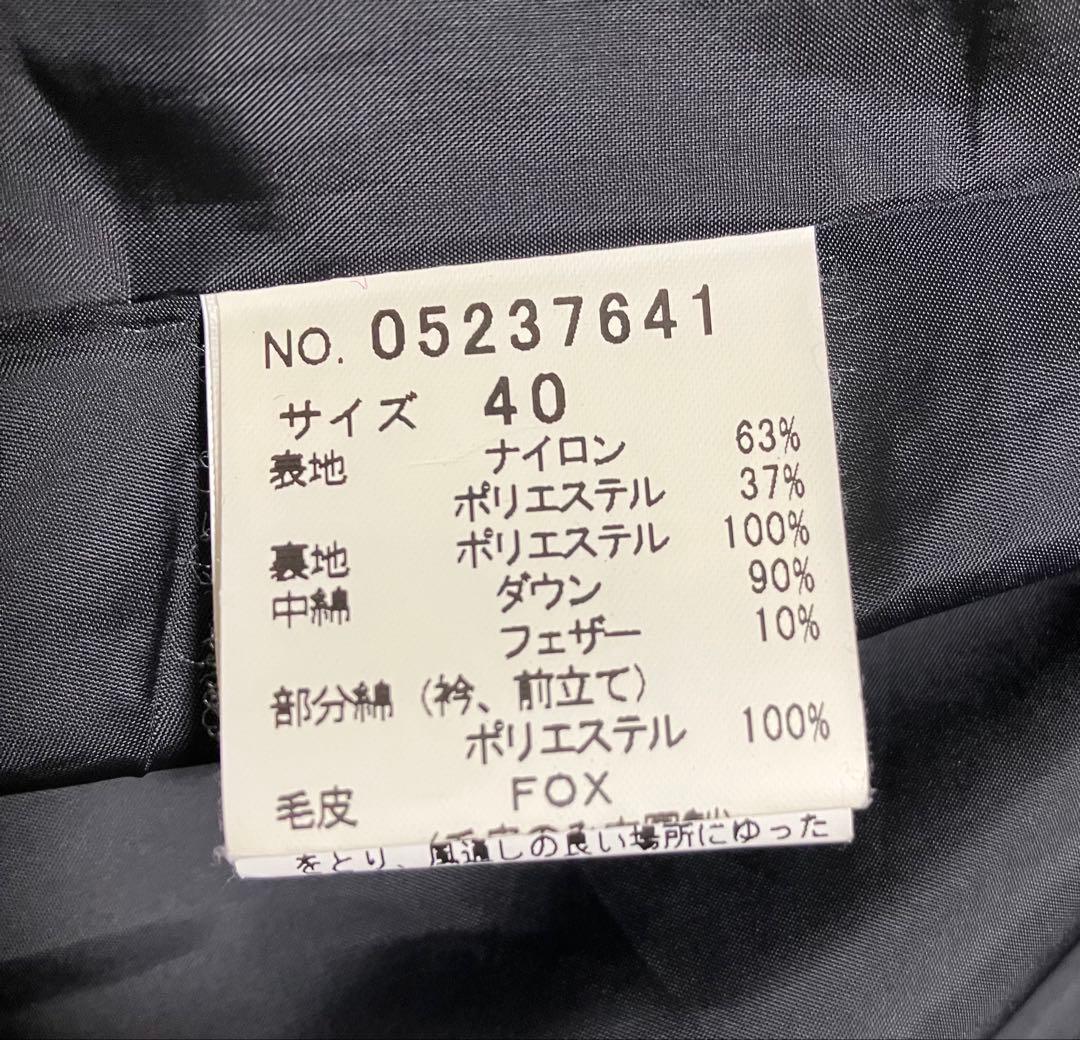 NO. 05237641
サイズ 40
表地 ナイロン 63%
ポリエステル 37%
裏地 ポリエステル 100%
中綿 ダウン 90%
フェザー 10%
部分綿（衿、前立て）
ポリエステル 100%
毛皮 FOX
をとり、風通しの良い場所にゆった